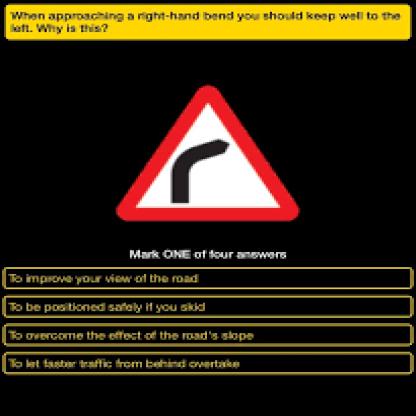 When approaching a right-hand bend you should keep well to the
left. Why is this?
Mark ONE of four answers
To improve your view of the road
To be positioned safely if you skid
To overcome the effect of the road's slope
To let faster traffic from behind overtake